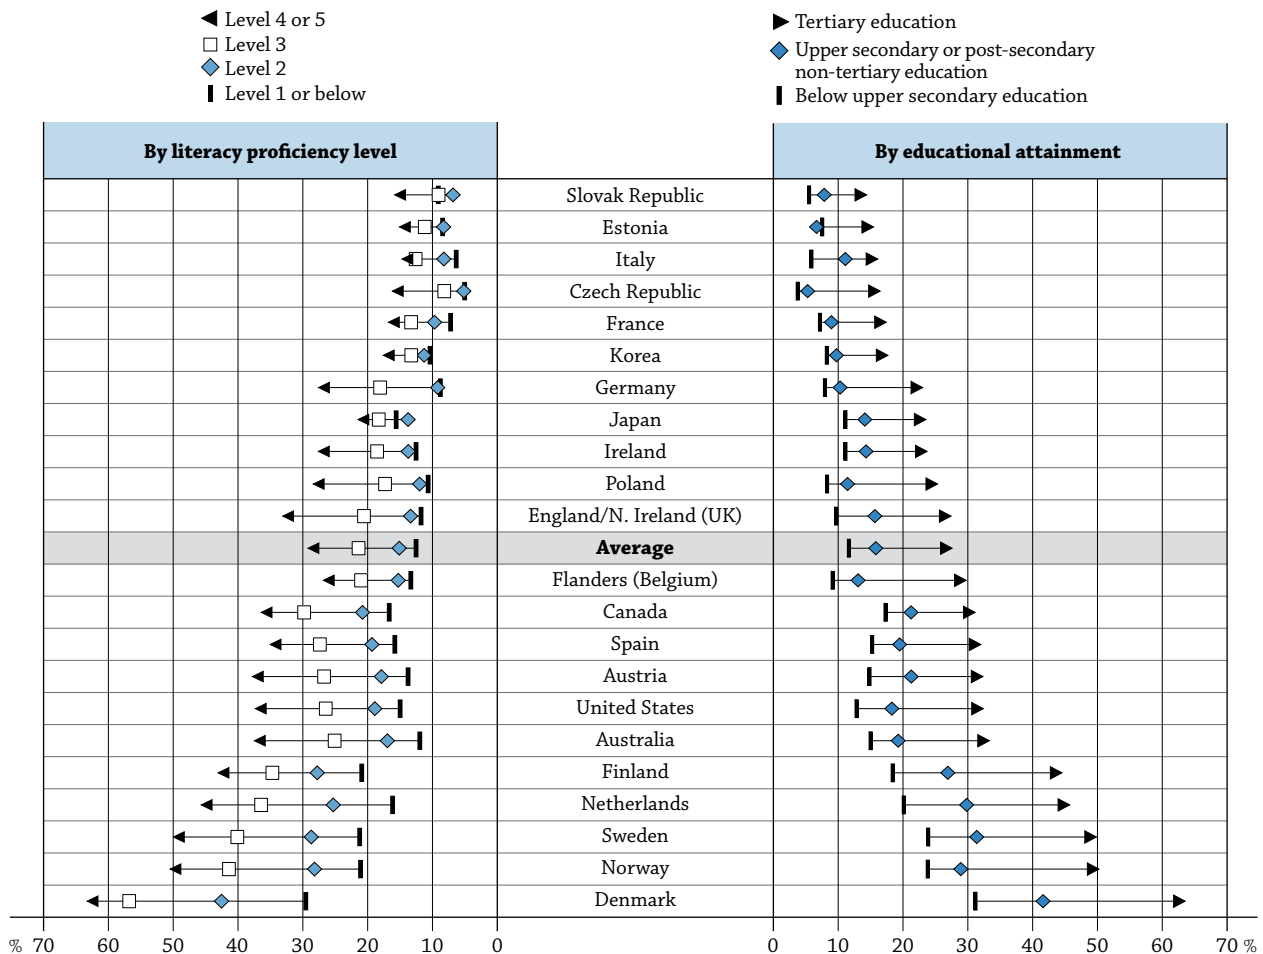 Level 4 or 5
Level 3
Level 2
Level 1 or below
Tertiary education
Upper secondary or post-secondary
non-tertiary education
Below upper secondary education
By literacy proficiency level
By educational attainment
Slovak Republic
Estonia
Italy
Czech Republic
France
Korea
Germany
Japan
Ireland
Poland
England/N. Ireland (UK)
Average
Flanders (Belgium)
Canada
Spain
Austria
United States
Australia
Finland
Netherlands
Sweden
Norway
Denmark
% 70 60 50 40 30 20 10 0
0 10 20 30 40 50 60 70 %